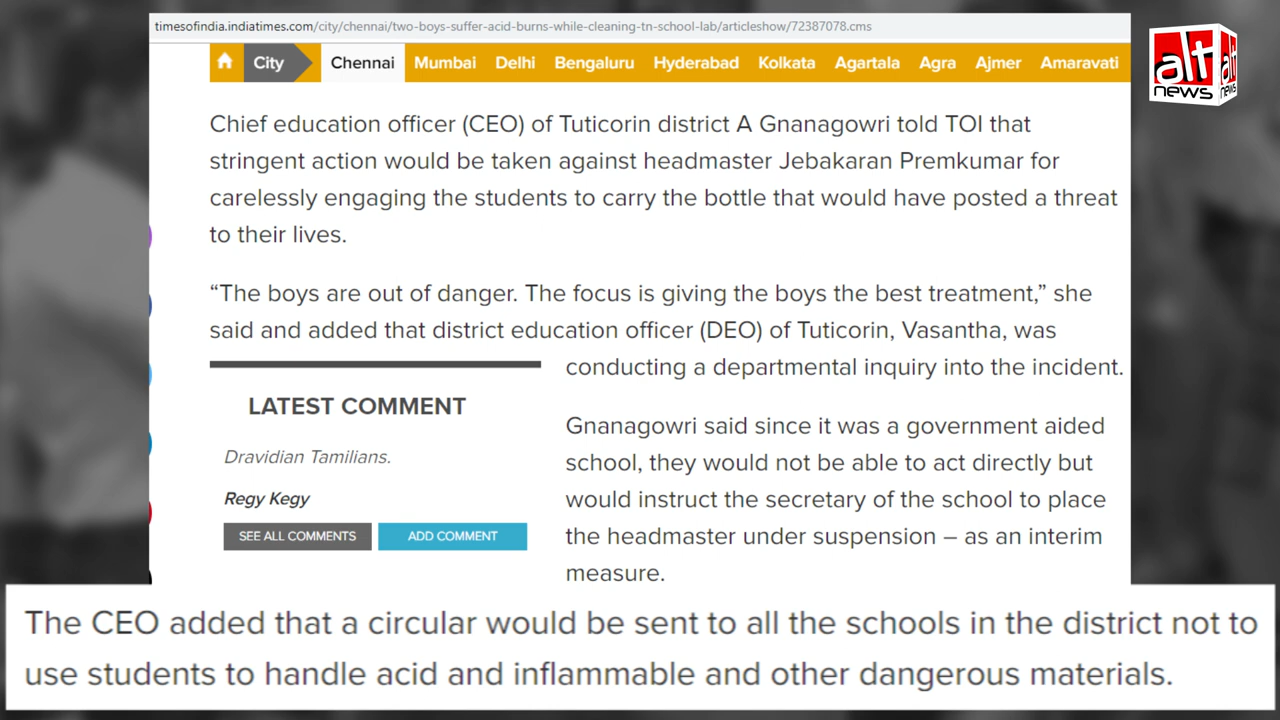 timesofindia.indiatimes.com/city/chennai/two-boys-suffer-acid-burns-while-cleaning-tn-school-lab/articleshow/72387078.cms
City Chennai Mumbai Delhi Bengaluru Hyderabad Kolkata Agartala Agra Ajmer Amaravati
alt alt
news news
Chief education officer (CEO) of Tuticorin district A Gnanagowri told TOI that
stringent action would be taken against headmaster Jebakaran Premkumar for
carelessly engaging the students to carry the bottle that would have posted a threat
to their lives.
“The boys are out of danger. The focus is giving the boys the best treatment,” she
said and added that district education officer (DEO) of Tuticorin, Vasantha, was
conducting a departmental inquiry into the incident.
LATEST COMMENT
Dravidian Tamilians.
Regy Kegy
SEE ALL COMMENTS ADD COMMENT
Gnanagowri said since it was a government aided
school, they would not be able to act directly but
would instruct the secretary of the school to place
the headmaster under suspension – as an interim
measure.
The CEO added that a circular would be sent to all the schools in the district not to
use students to handle acid and inflammable and other dangerous materials.